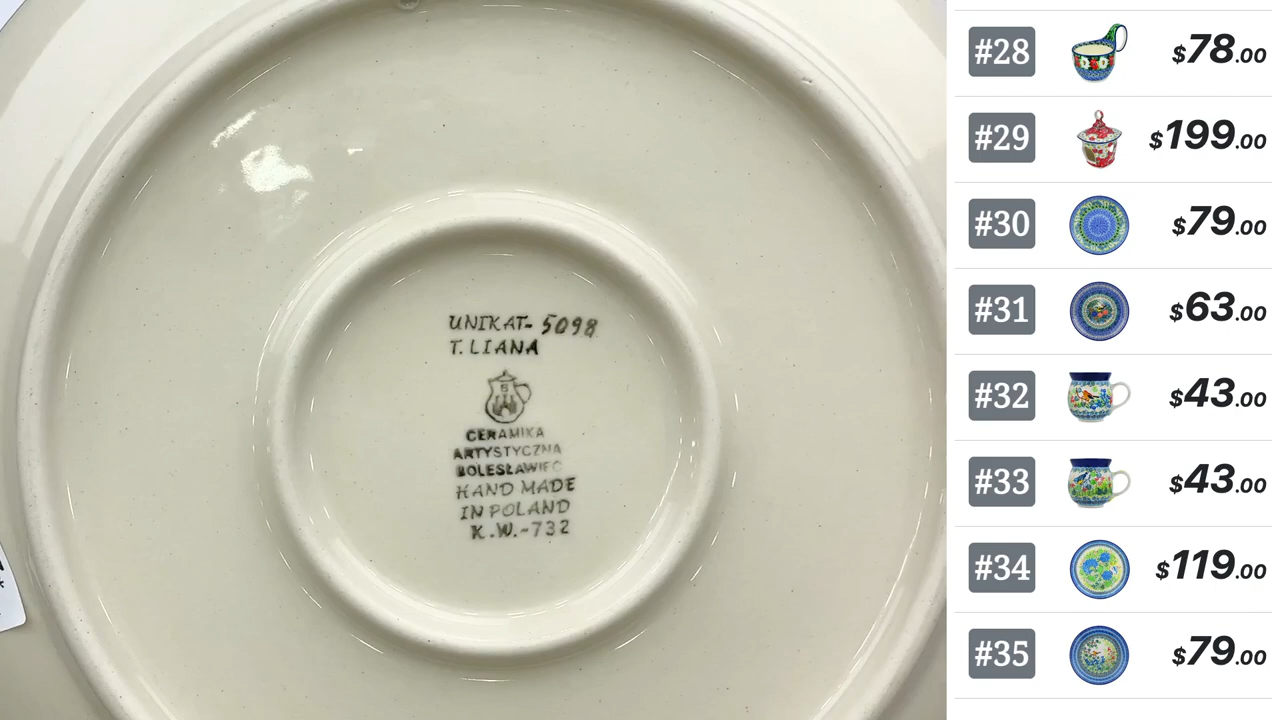 UNIKAT- 5098
T. LIANA
CERAMIKA
ARTYSTYCZNA
BOLESŁAWIEC
HAND MADE
IN POLAND
K.W.-732
#28 $78.00
#29 $199.00
#30 $79.00
#31 $63.00
#32 $43.00
#33 $43.00
#34 $119.00
#35 $79.00